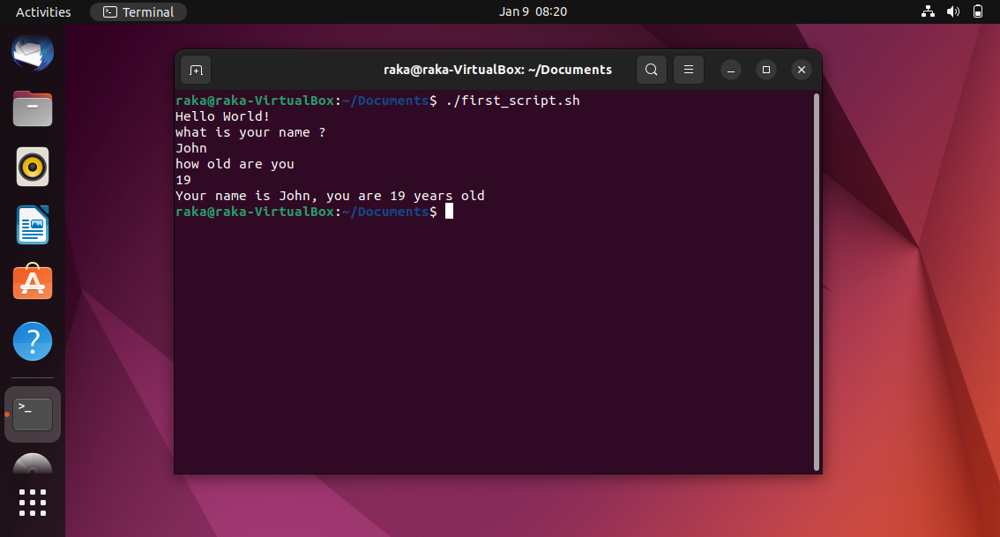 Activities
Terminal
Jan 9 08:20
raka@raka-VirtualBox: ~/Documents
raka@raka-VirtualBox:~/Documents$ ./first_script.sh
Hello World!
what is your name ?
John
how old are you
19
Your name is John, you are 19 years old
raka@raka-VirtualBox:~/Documents$